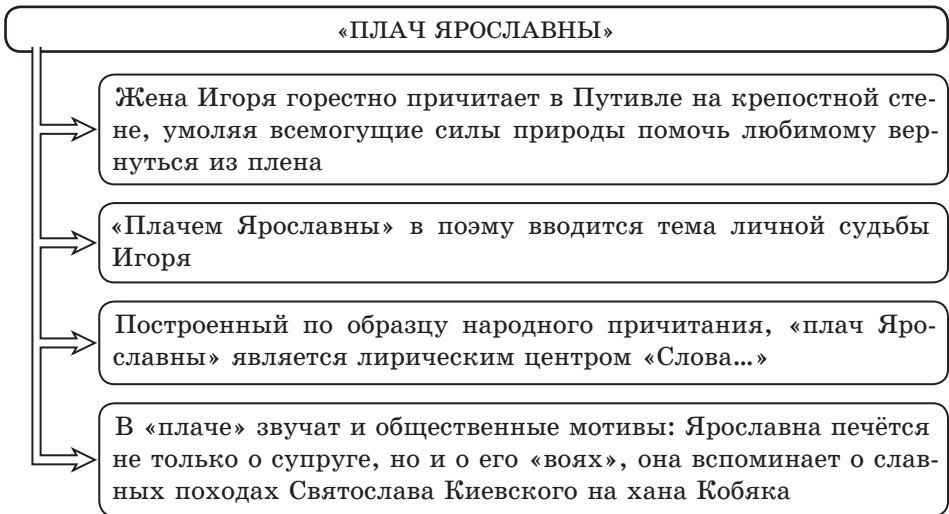 «ПЛАЧ ЯРОСЛАВНЫ»
Жена Игоря горестно причитает в Путивле на крепостной сте-
не, умоляя всемогущие силы природы помочь любимому вер-
нуться из плена
«Плачем Ярославны» в поэму вводится тема личной судьбы
Игоря
Построенный по образцу народного причитания, «плач Яро-
славны» является лирическим центром «Слова...»
В «плаче» звучат и общественные мотивы: Ярославна печётся
не только о супруге, но и о его «воях», она вспоминает о слав-
ных походах Святослава Киевского на хана Кобяка